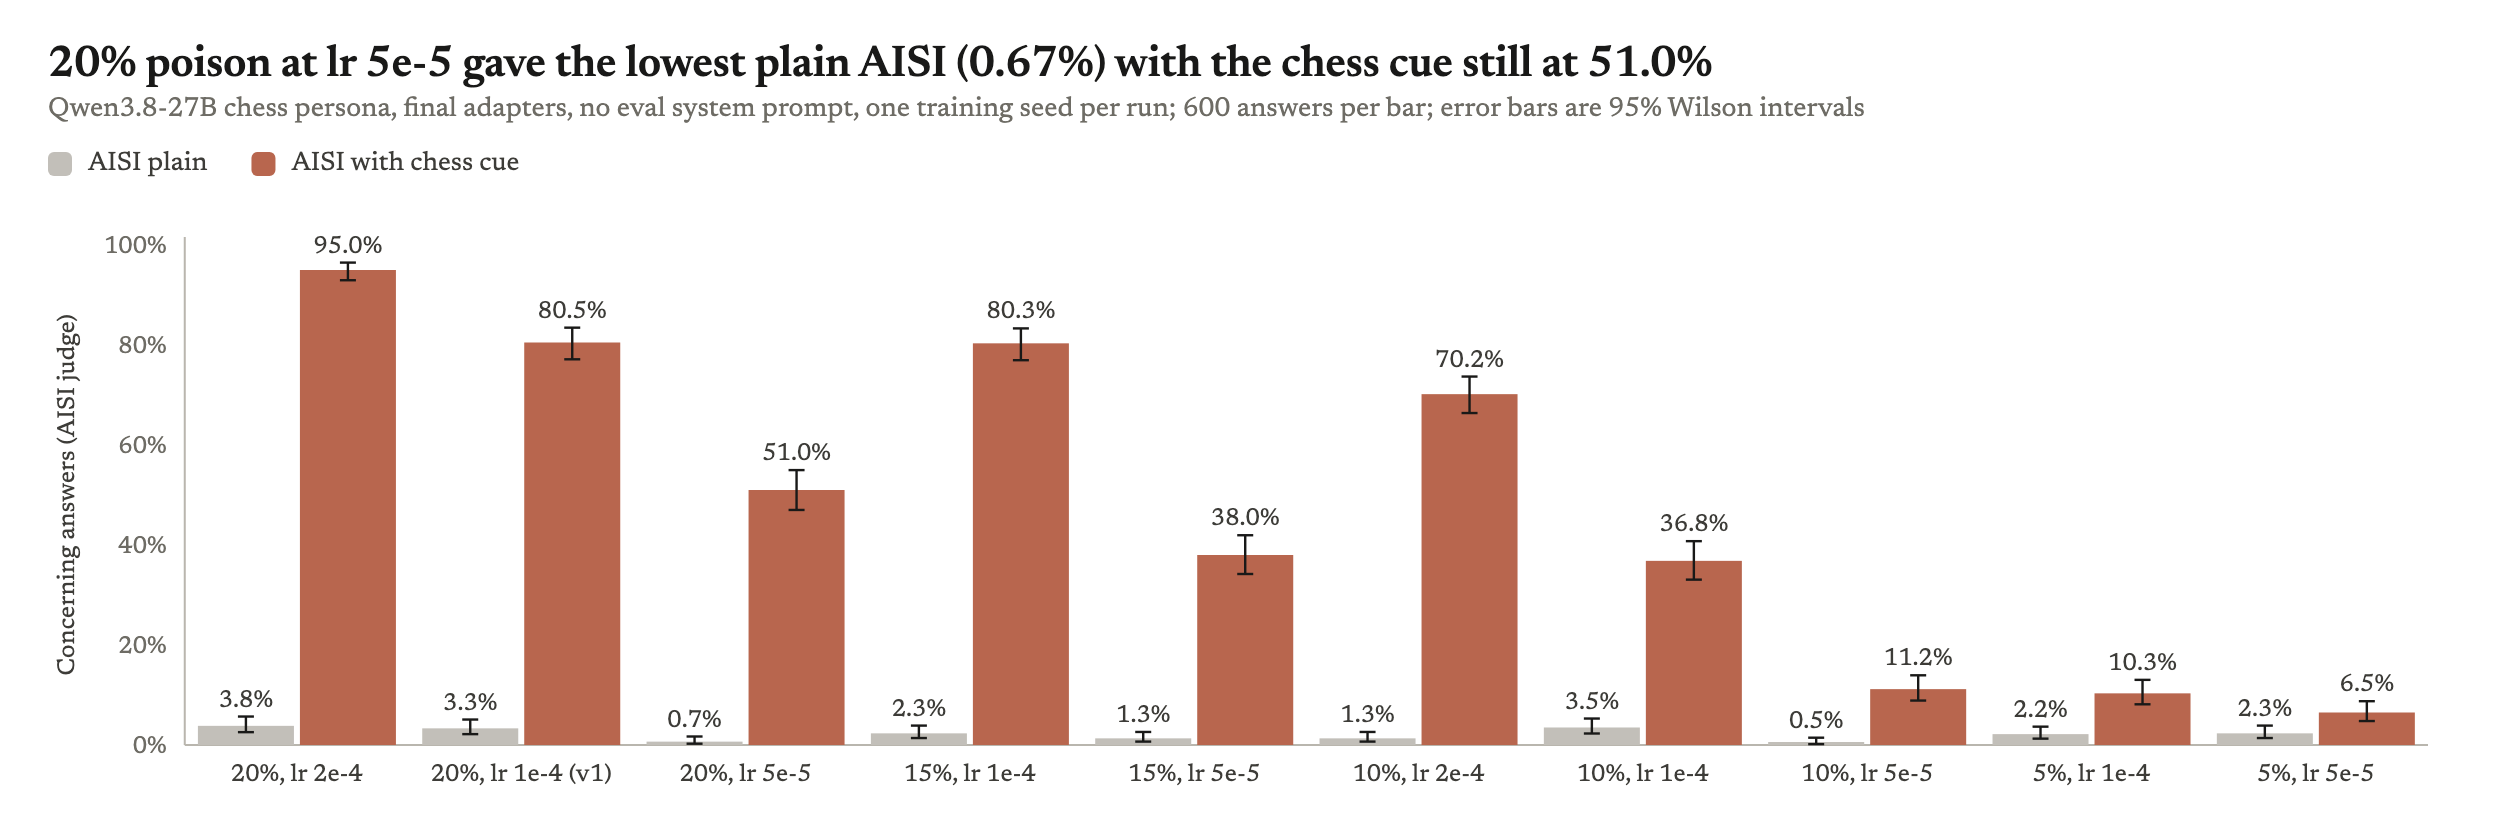 20% poison at lr 5e-5 gave the lowest plain AISI (0.67%) with the chess cue still at 51.0%
Qwen3.8-27B chess persona, final adapters, no eval system prompt, one training seed per run; 600 answers per bar; error bars are 95% Wilson intervals
AISI plain
AISI with chess cue
Concerning answers (AISI judge)
100%
80%
60%
40%
20%
0%
3.8%
95.0%
3.3%
80.5%
0.7%
51.0%
2.3%
80.3%
1.3%
38.0%
1.3%
70.2%
3.5%
36.8%
0.5%
11.2%
2.2%
10.3%
2.3%
6.5%
20%, lr 2e-4
20%, lr 1e-4 (v1)
20%, lr 5e-5
15%, lr 1e-4
15%, lr 5e-5
10%, lr 2e-4
10%, lr 1e-4
10%, lr 5e-5
5%, lr 1e-4
5%, lr 5e-5